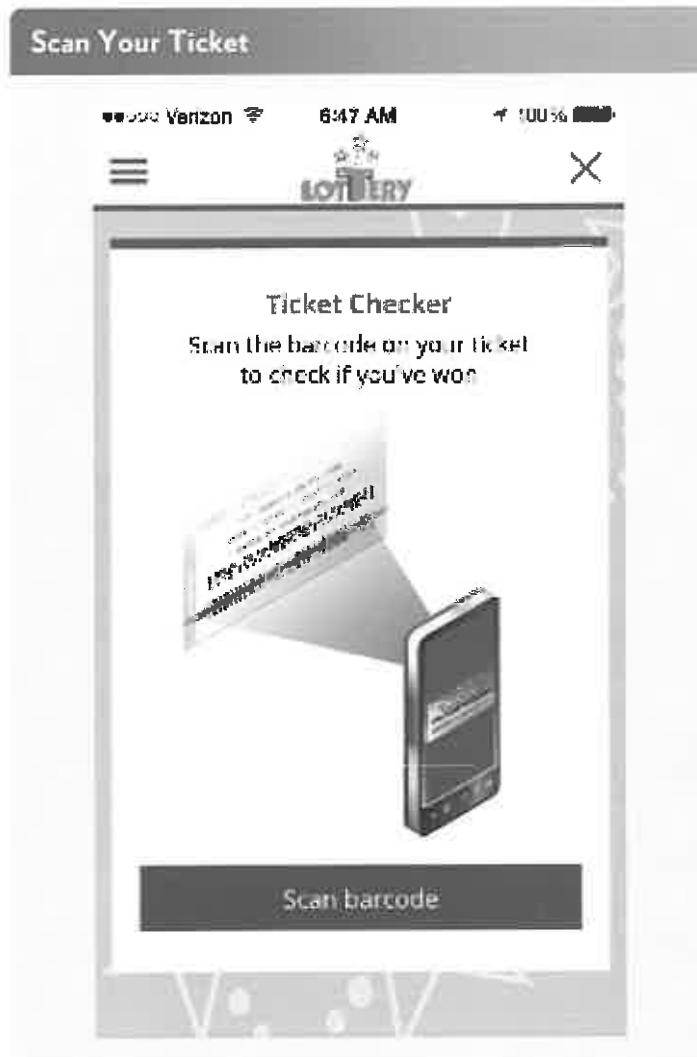 Scan Your Ticket
Verizon 6:47 AM 100%
LOTTERY
Ticket Checker
Scan the barcode on your ticket
to check if you've won
Scan barcode